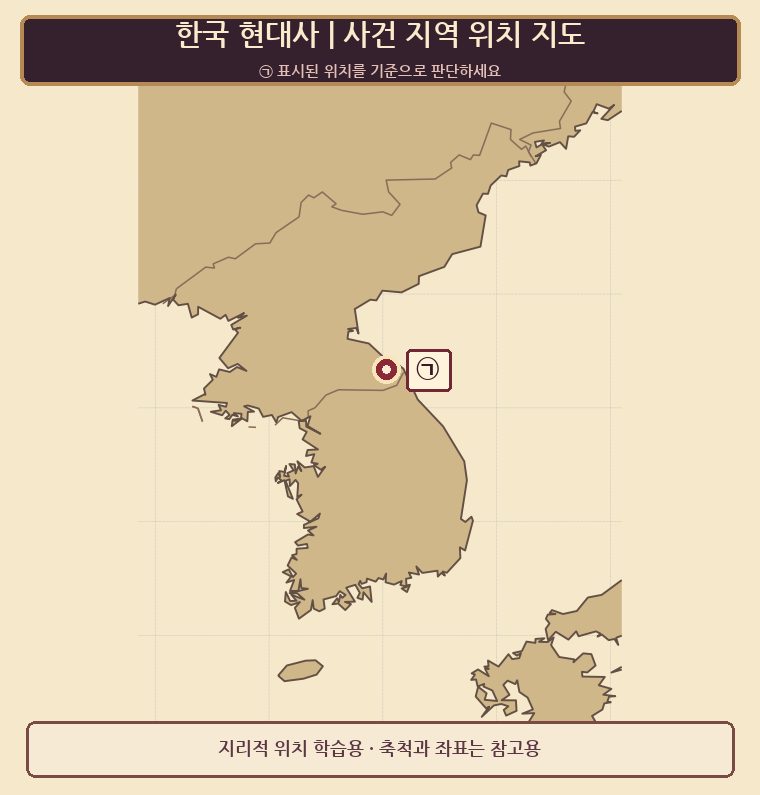 한국 현대사 | 사건 지역 위치 지도
㉠ 표시된 위치를 기준으로 판단하세요
㉠
지리적 위치 학습용 · 축척과 좌표는 참고용